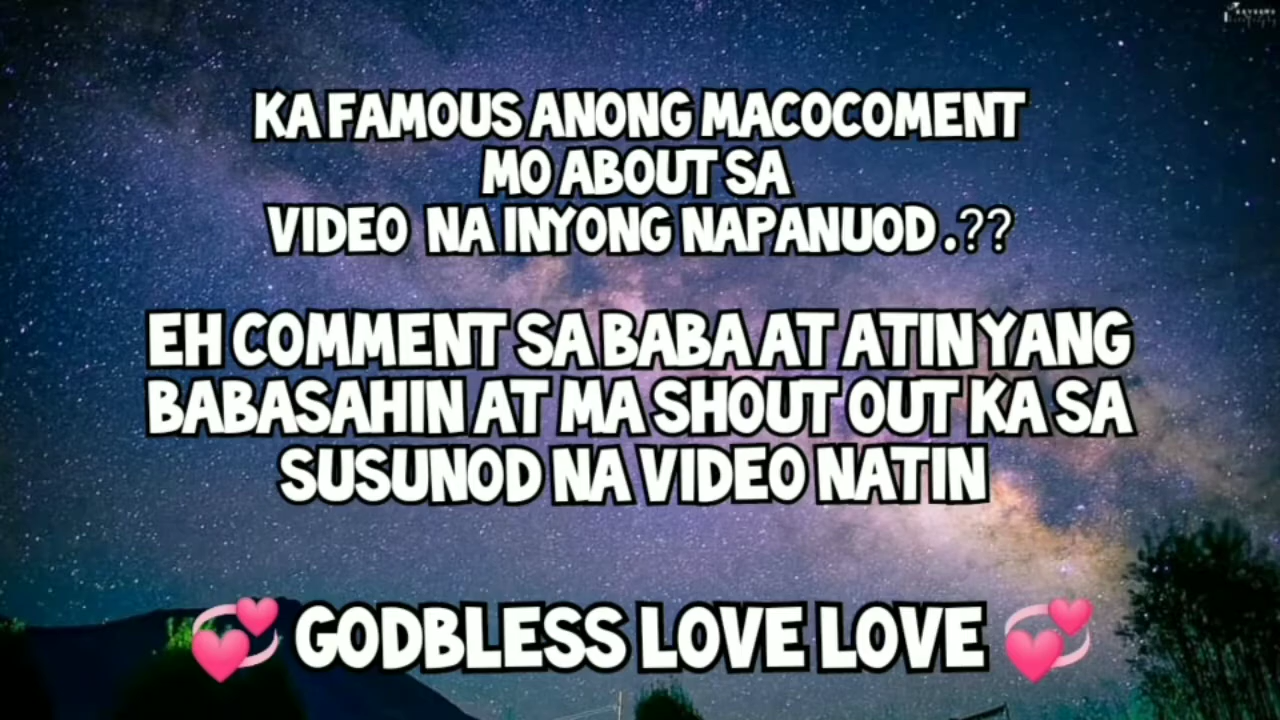 KA FAMOUS ANONG MACOCOMENT
MO ABOUT SA
VIDEO NA INYONG NAPANUOD .??
EH COMMENT SA BABA AT ATIN YANG
BABASAHIN AT MA SHOUT OUT KA SA
SUSUNOD NA VIDEO NATIN
💞 GODBLESS LOVE LOVE 💞